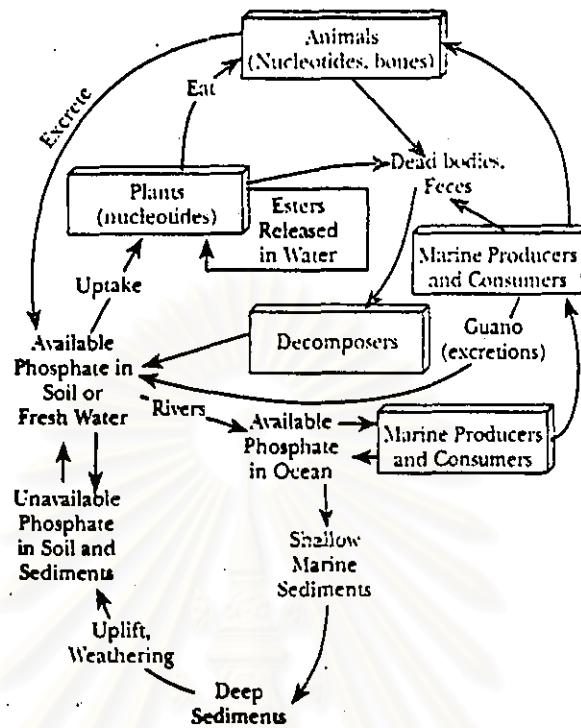 Animals
(Nucleotides, bones)
Eat
Excrete
Dead bodies,
Feces
Plants
(nucleotides)
Esters
Released
in Water
Marine Producers
and Consumers
Uptake
Guano
(excretions)
Decomposers
Available
Phosphate in
Soil or
Fresh Water
Rivers
Available
Phosphate
in Ocean
Marine Producers
and Consumers
Unavailable
Phosphate
in Soil and
Sediments
Shallow
Marine
Sediments
Uplift,
Weathering
Deep
Sediments